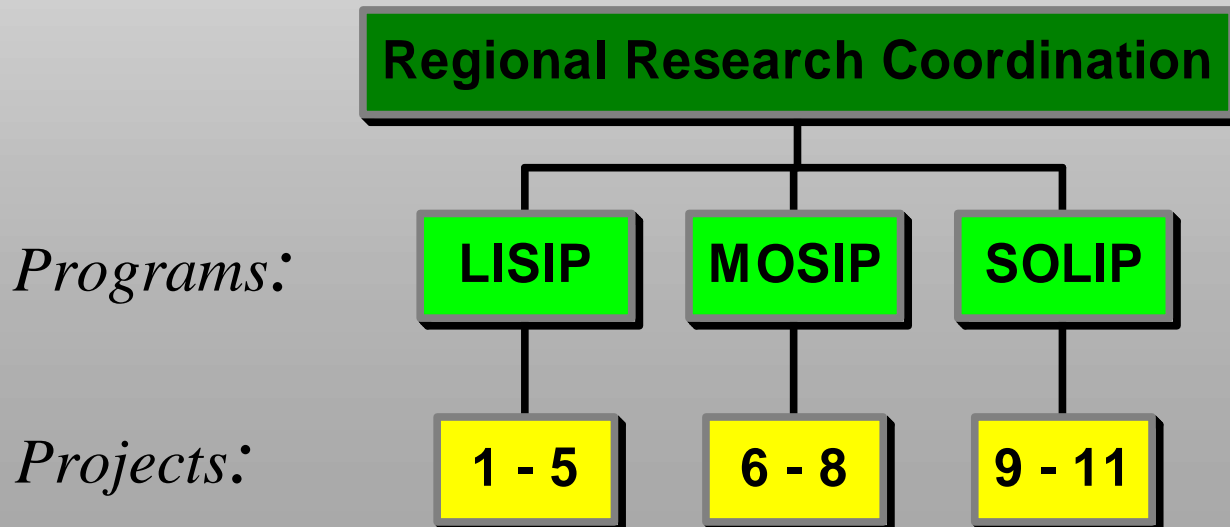 Regional Research Coordination
Programs: LISIP MOSIP SOLIP
Projects: 1 - 5 6 - 8 9 - 11